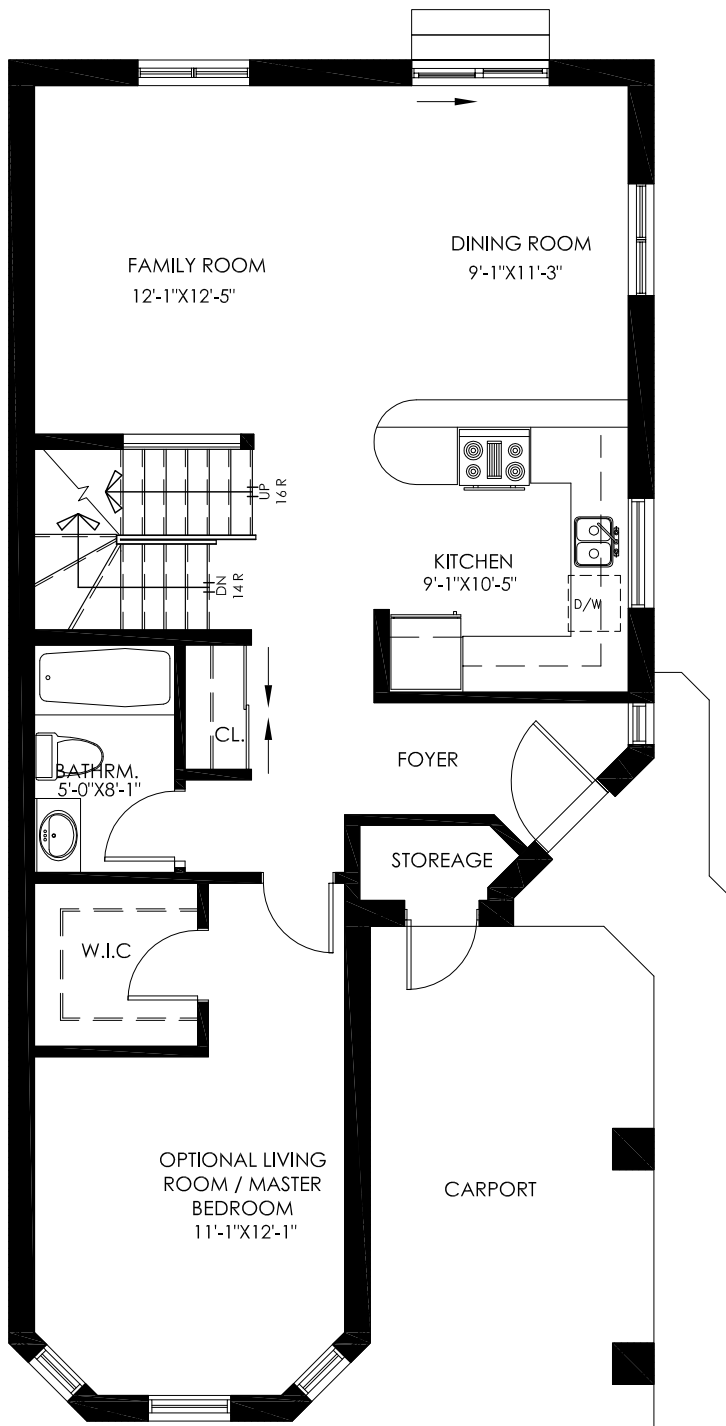 FAMILY ROOM
12'-1"X12'-5"
DINING ROOM
9'-1"X11'-3"
UP
16 R
DN
14 R
KITCHEN
9'-1"X10'-5"
D/W
CL.
BATHRM.
5'-0"X8'-1"
FOYER
STOREAGE
W.I.C
OPTIONAL LIVING
ROOM / MASTER
BEDROOM
11'-1"X12'-1"
CARPORT